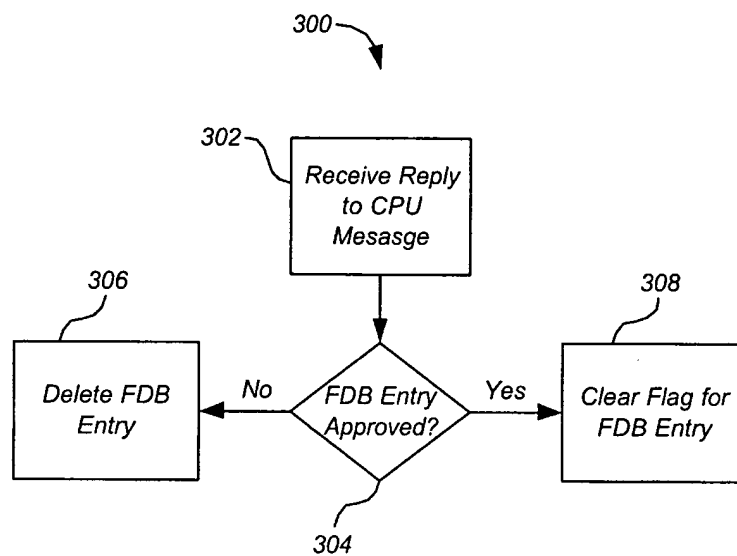 300
302
Receive Reply
to CPU
Mesasge
306
308
Delete FDB
Entry
No
FDB Entry
Approved?
Yes
Clear Flag for
FDB Entry
304